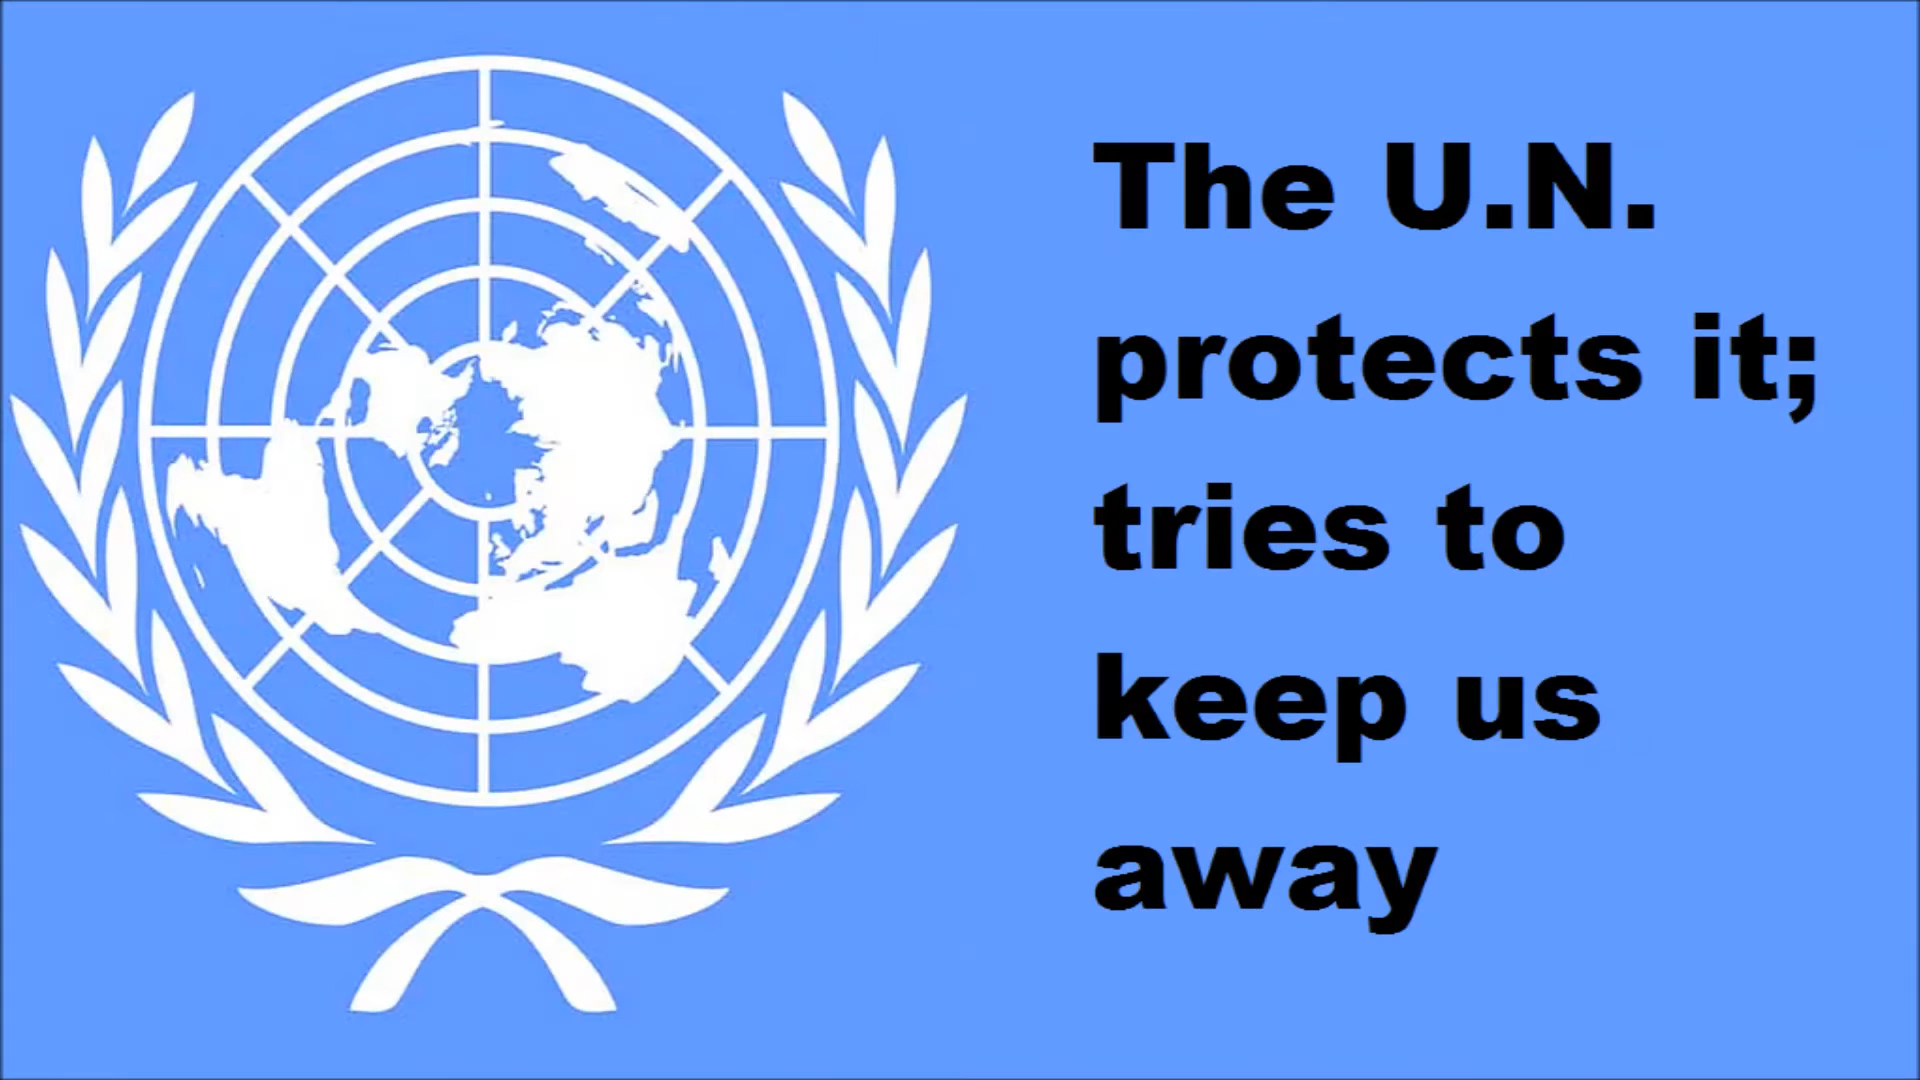 The U.N.
protects it;
tries to
keep us
away